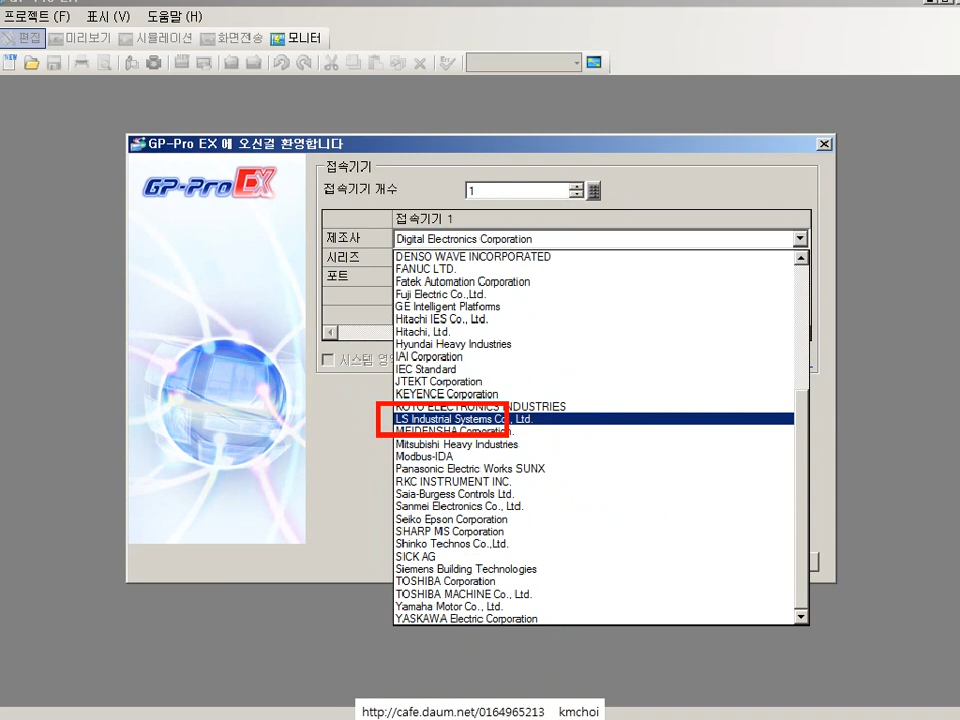 GP-Pro EX
프로젝트 (F) 표시 (V) 도움말 (H)
편집 미리보기 시뮬레이션 화면전송 모니터
GP-Pro EX 에 오신걸 환영합니다
GP-Pro EX
접속기기
접속기기 개수 1
접속기기 1
제조사 Digital Electronics Corporation
시리즈
포트
시스템
DENSO WAVE INCORPORATED
FANUC LTD.
Fatek Automation Corporation
Fuji Electric Co.,Ltd.
GE Intelligent Platforms
Hitachi IES Co., Ltd.
Hitachi, Ltd.
Hyundai Heavy Industries
IAI Corporation
IEC Standard
JTEKT Corporation
KEYENCE Corporation
KOYO ELECTRONICS INDUSTRIES
LS Industrial Systems Co., Ltd.
MEIDENSHA Corporation.
Mitsubishi Heavy Industries
Modbus-IDA
Panasonic Electric Works SUNX
RKC INSTRUMENT INC.
Saia-Burgess Controls Ltd.
Sanmei Electronics Co., Ltd.
Seiko Epson Corporation
SHARP MS Corporation
Shinko Technos Co.,Ltd.
SICK AG
Siemens Building Technologies
TOSHIBA Corporation
TOSHIBA MACHINE Co., Ltd.
Yamaha Motor Co., Ltd.
YASKAWA Electric Corporation
http://cafe.daum.net/0164965213 kmchoi